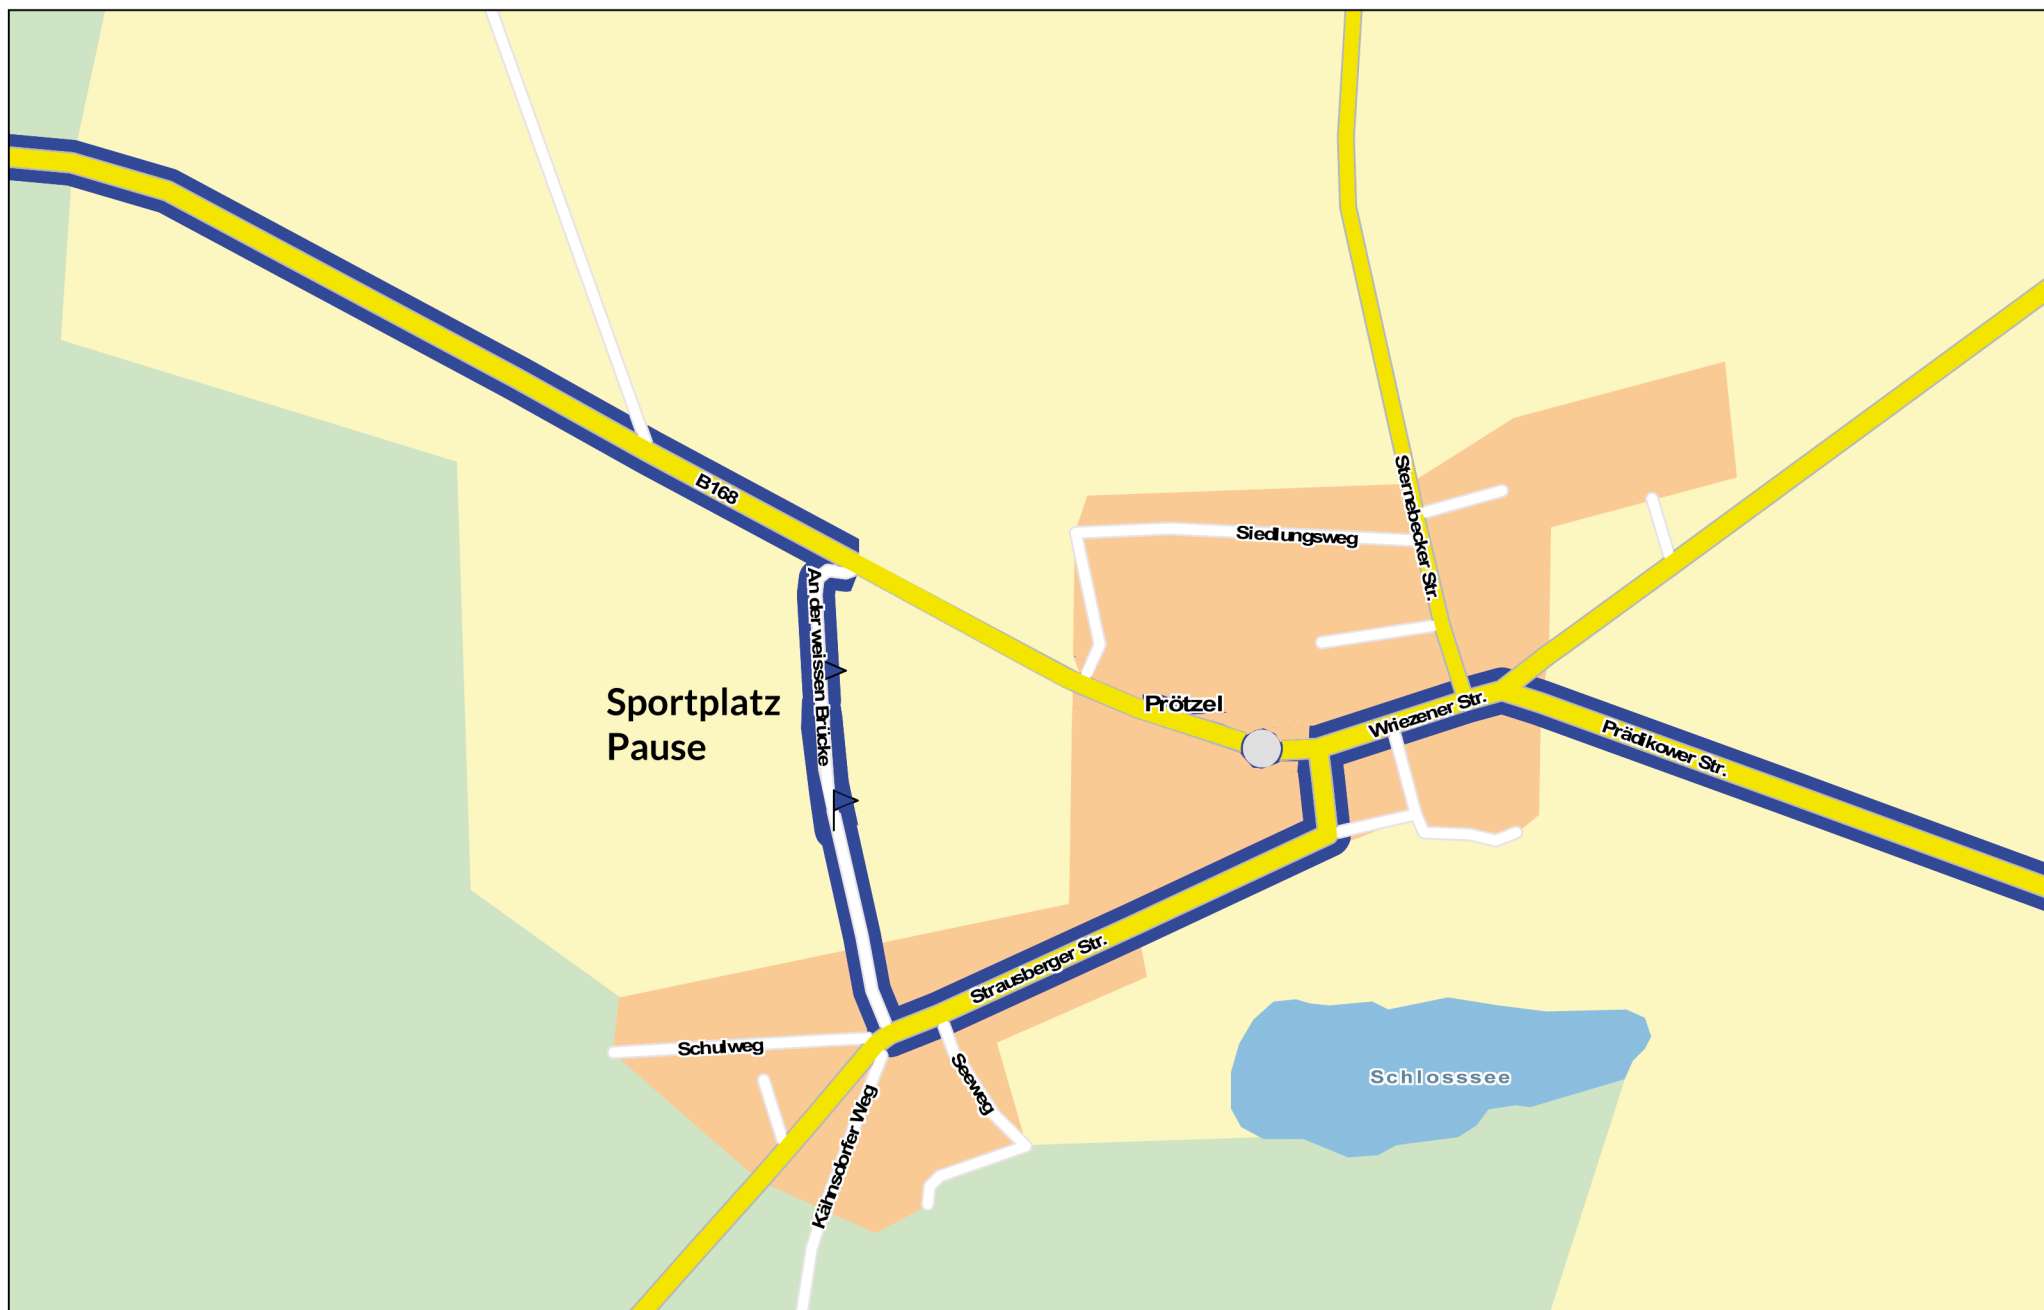 B168
Sternebecker Str.
Siedlungsweg
An der weissen Brücke
Sportplatz
Pause
Prötzel
Wriezener Str.
Prädikower Str.
Strausberger Str.
Schulweg
Seeweg
Schlosssee
Kähnsdorfer Weg